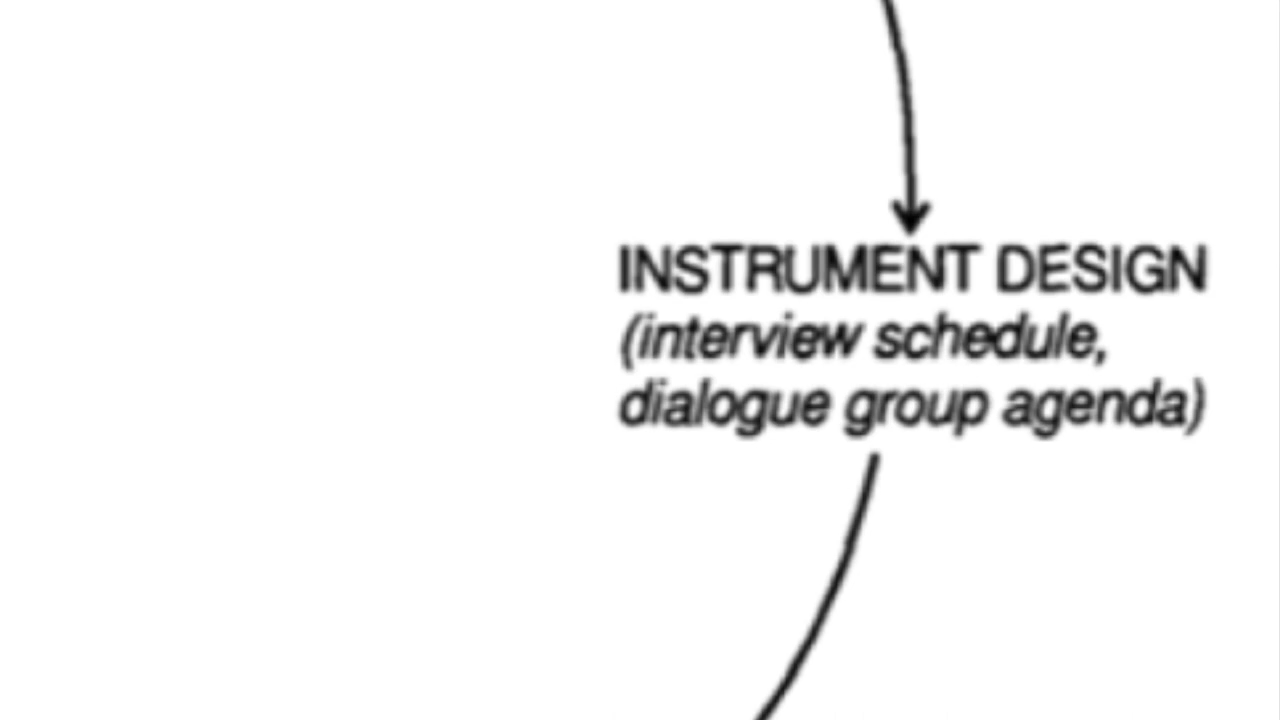 INSTRUMENT DESIGN
(interview schedule,
dialogue group agenda)